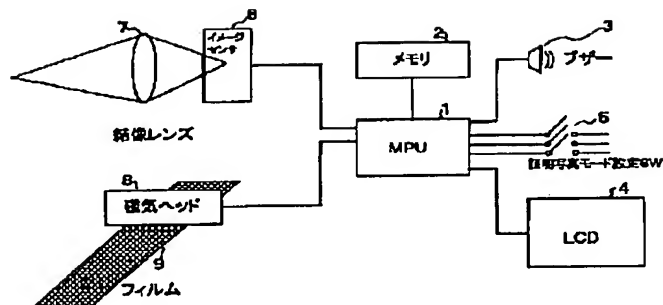 7
6
イメージ
センサ
結像レンズ
2
メモリ
3
ブザー
1
MPU
5
証明写真モード設定SW
4
LCD
8
磁気ヘッド
9
フィルム